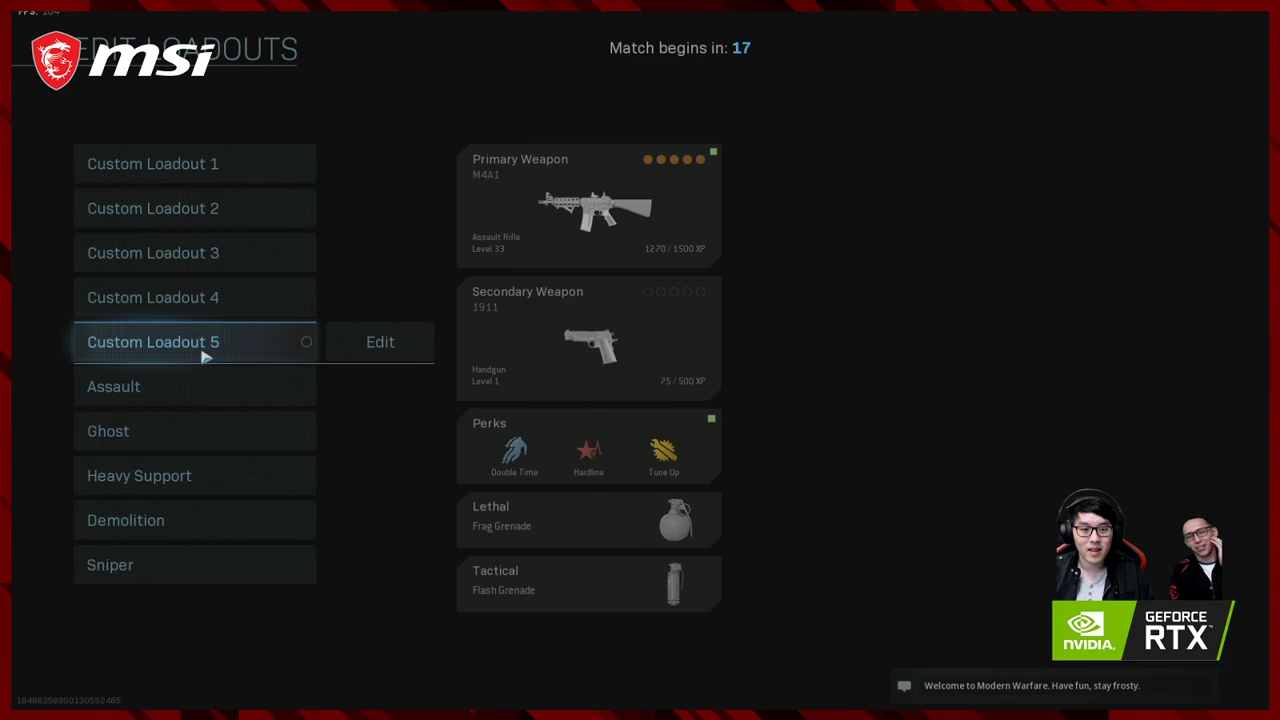 FPS: 164
EDIT LOADOUTS
msi
Match begins in: 17
Custom Loadout 1
Custom Loadout 2
Custom Loadout 3
Custom Loadout 4
Custom Loadout 5
Edit
Assault
Ghost
Heavy Support
Demolition
Sniper
Primary Weapon
M4A1
Assault Rifle
Level 33
1270 / 1500 XP
Secondary Weapon
1911
Handgun
Level 1
75 / 500 XP
Perks
Double Time
Hardline
Tune Up
Lethal
Frag Grenade
Tactical
Flash Grenade
NVIDIA.
GEFORCE
RTX™
Welcome to Modern Warfare. Have fun, stay frosty.